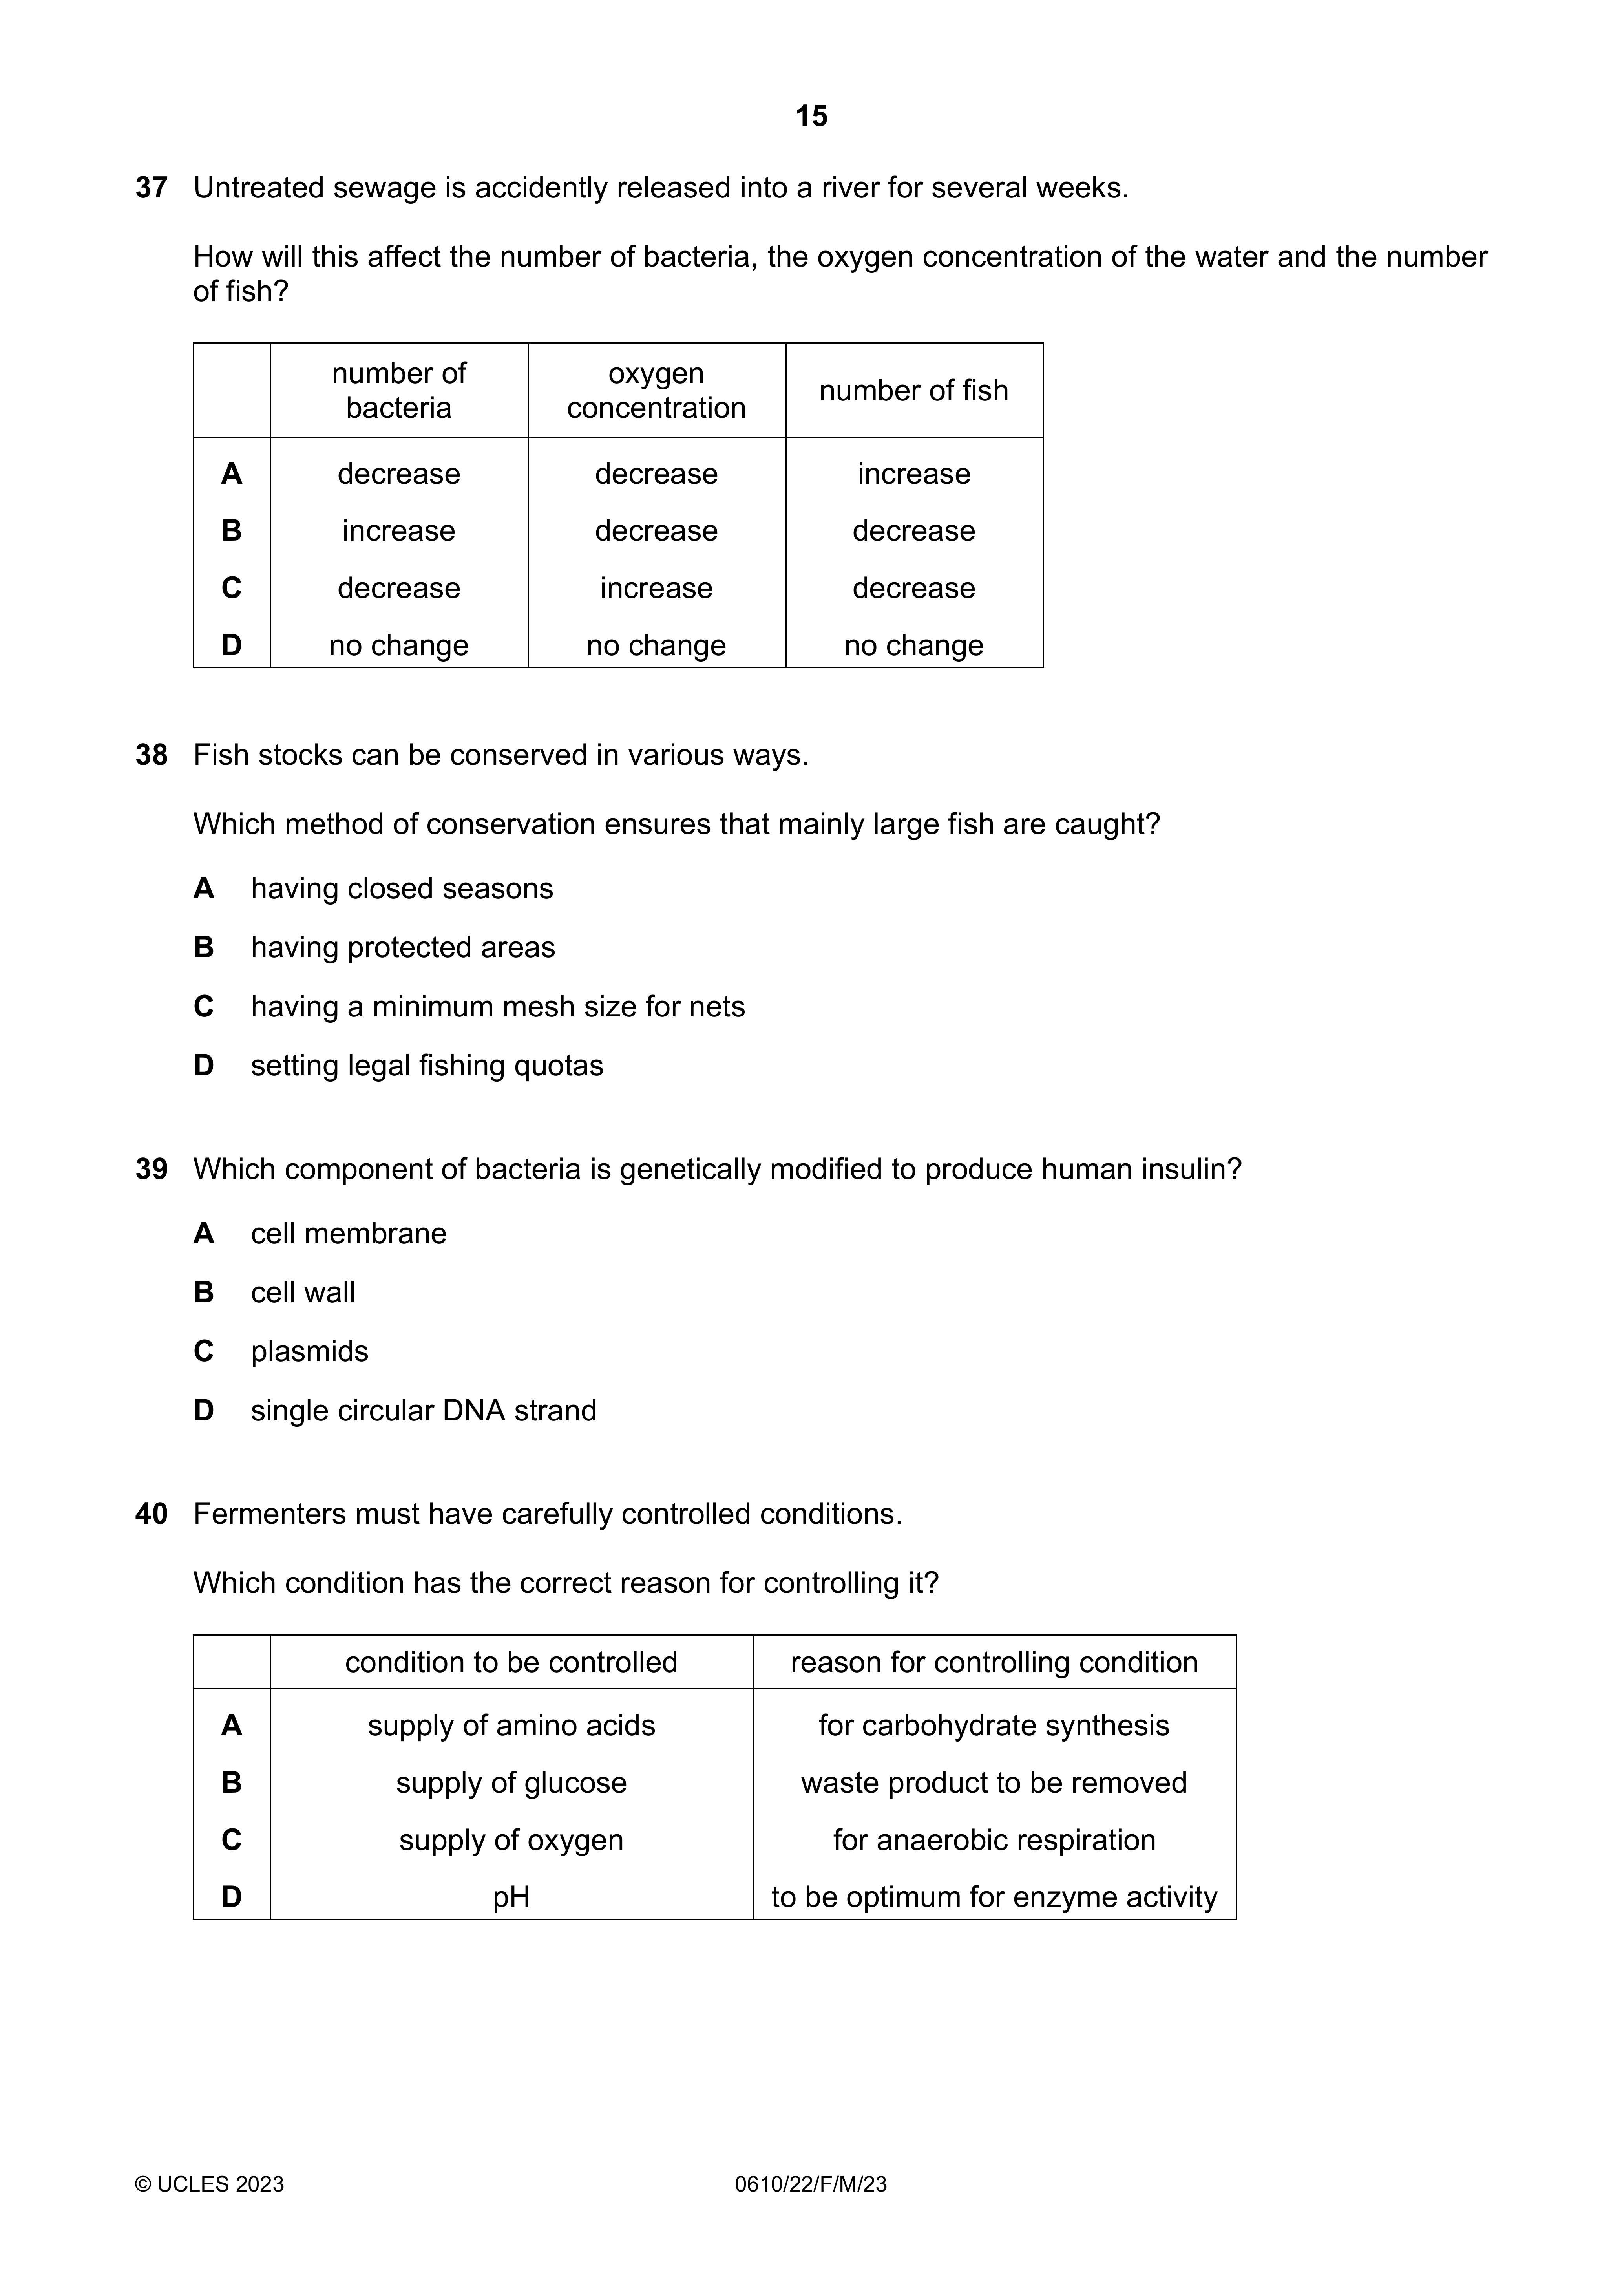 15
37 Untreated sewage is accidently released into a river for several weeks.
How will this affect the number of bacteria, the oxygen concentration of the water and the number
of fish?
number of bacteria oxygen concentration number of fish
A decrease decrease increase
B increase decrease decrease
C decrease increase decrease
D no change no change no change
38 Fish stocks can be conserved in various ways.
Which method of conservation ensures that mainly large fish are caught?
A having closed seasons
B having protected areas
C having a minimum mesh size for nets
D setting legal fishing quotas
39 Which component of bacteria is genetically modified to produce human insulin?
A cell membrane
B cell wall
C plasmids
D single circular DNA strand
40 Fermenters must have carefully controlled conditions.
Which condition has the correct reason for controlling it?
condition to be controlled reason for controlling condition
A supply of amino acids for carbohydrate synthesis
B supply of glucose waste product to be removed
C supply of oxygen for anaerobic respiration
D pH to be optimum for enzyme activity
© UCLES 2023 0610/22/F/M/23